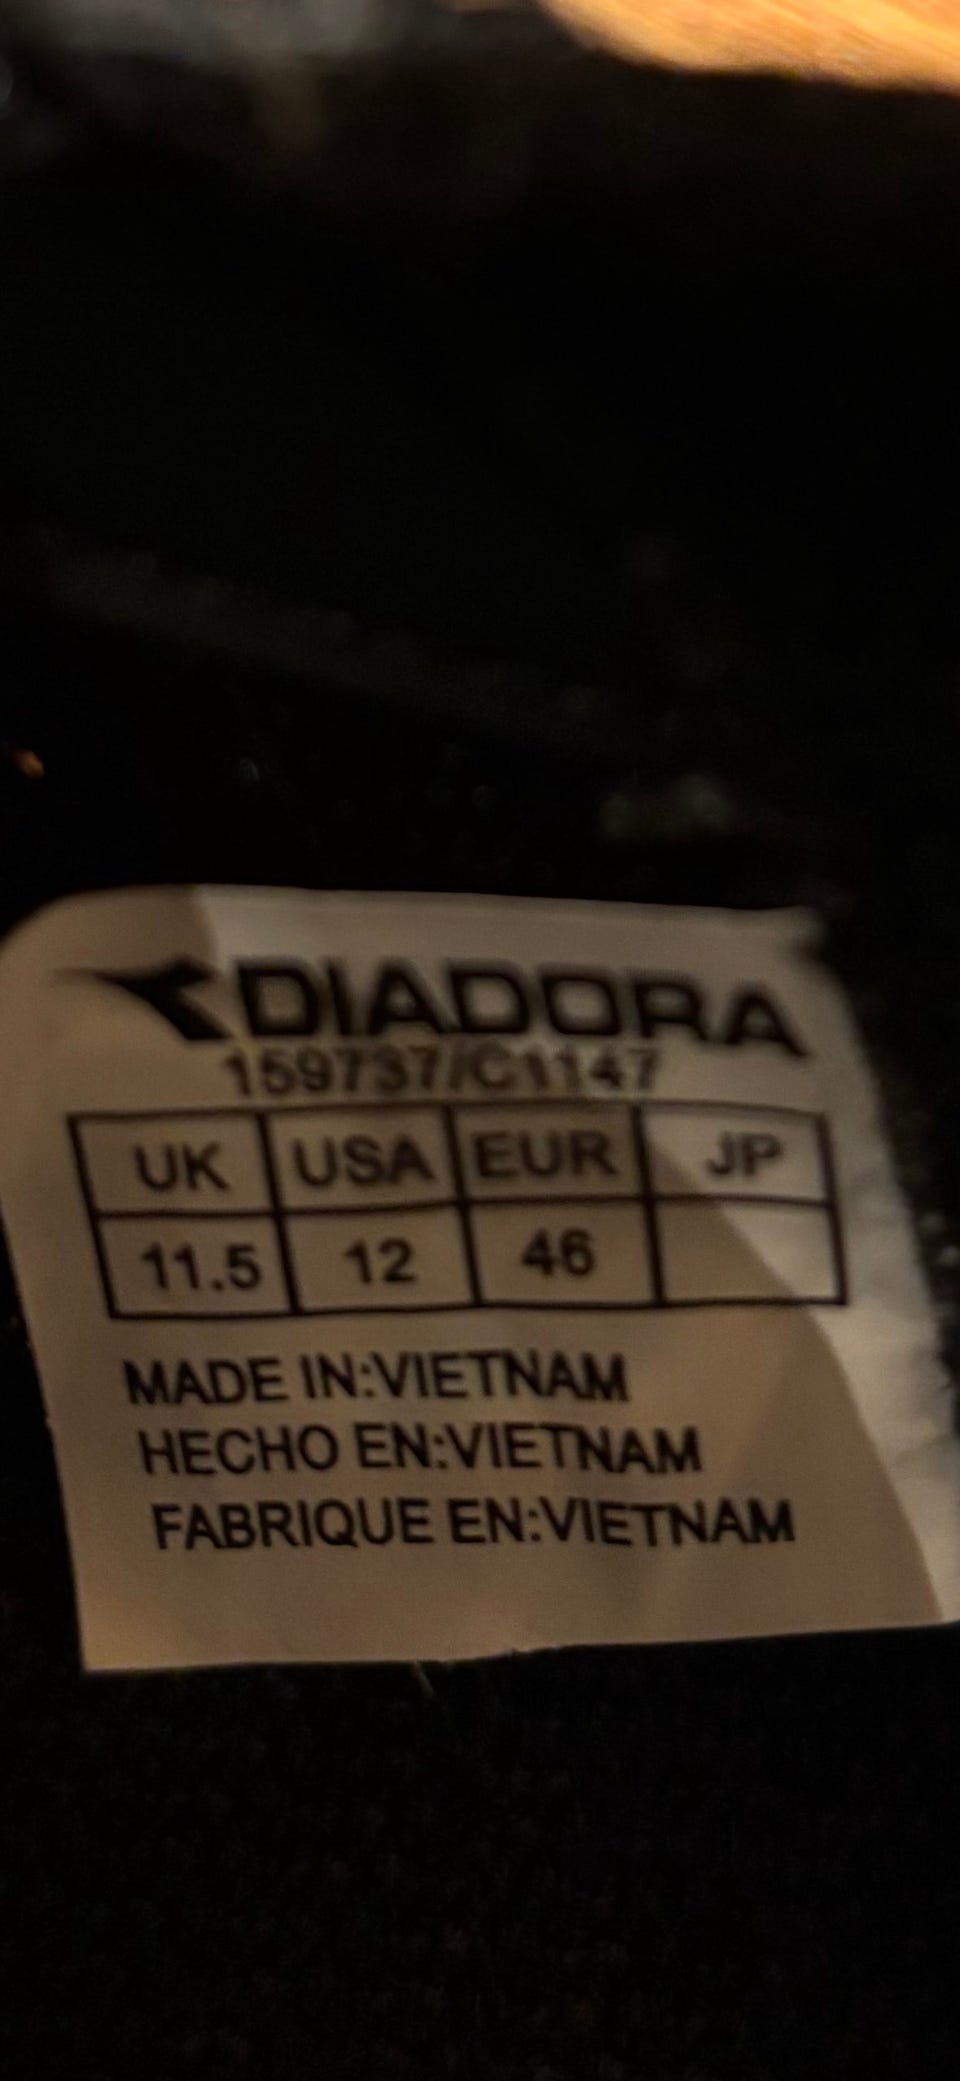 DIADORA
159737/C1147
UK USA EUR JP
11.5 12 46
MADE IN:VIETNAM
HECHO EN:VIETNAM
FABRIQUE EN:VIETNAM